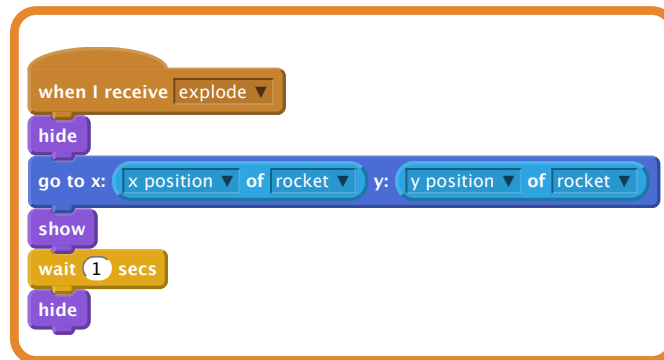 when I receive explode
hide
go to x: x position of rocket y: y position of rocket
show
wait 1 secs
hide